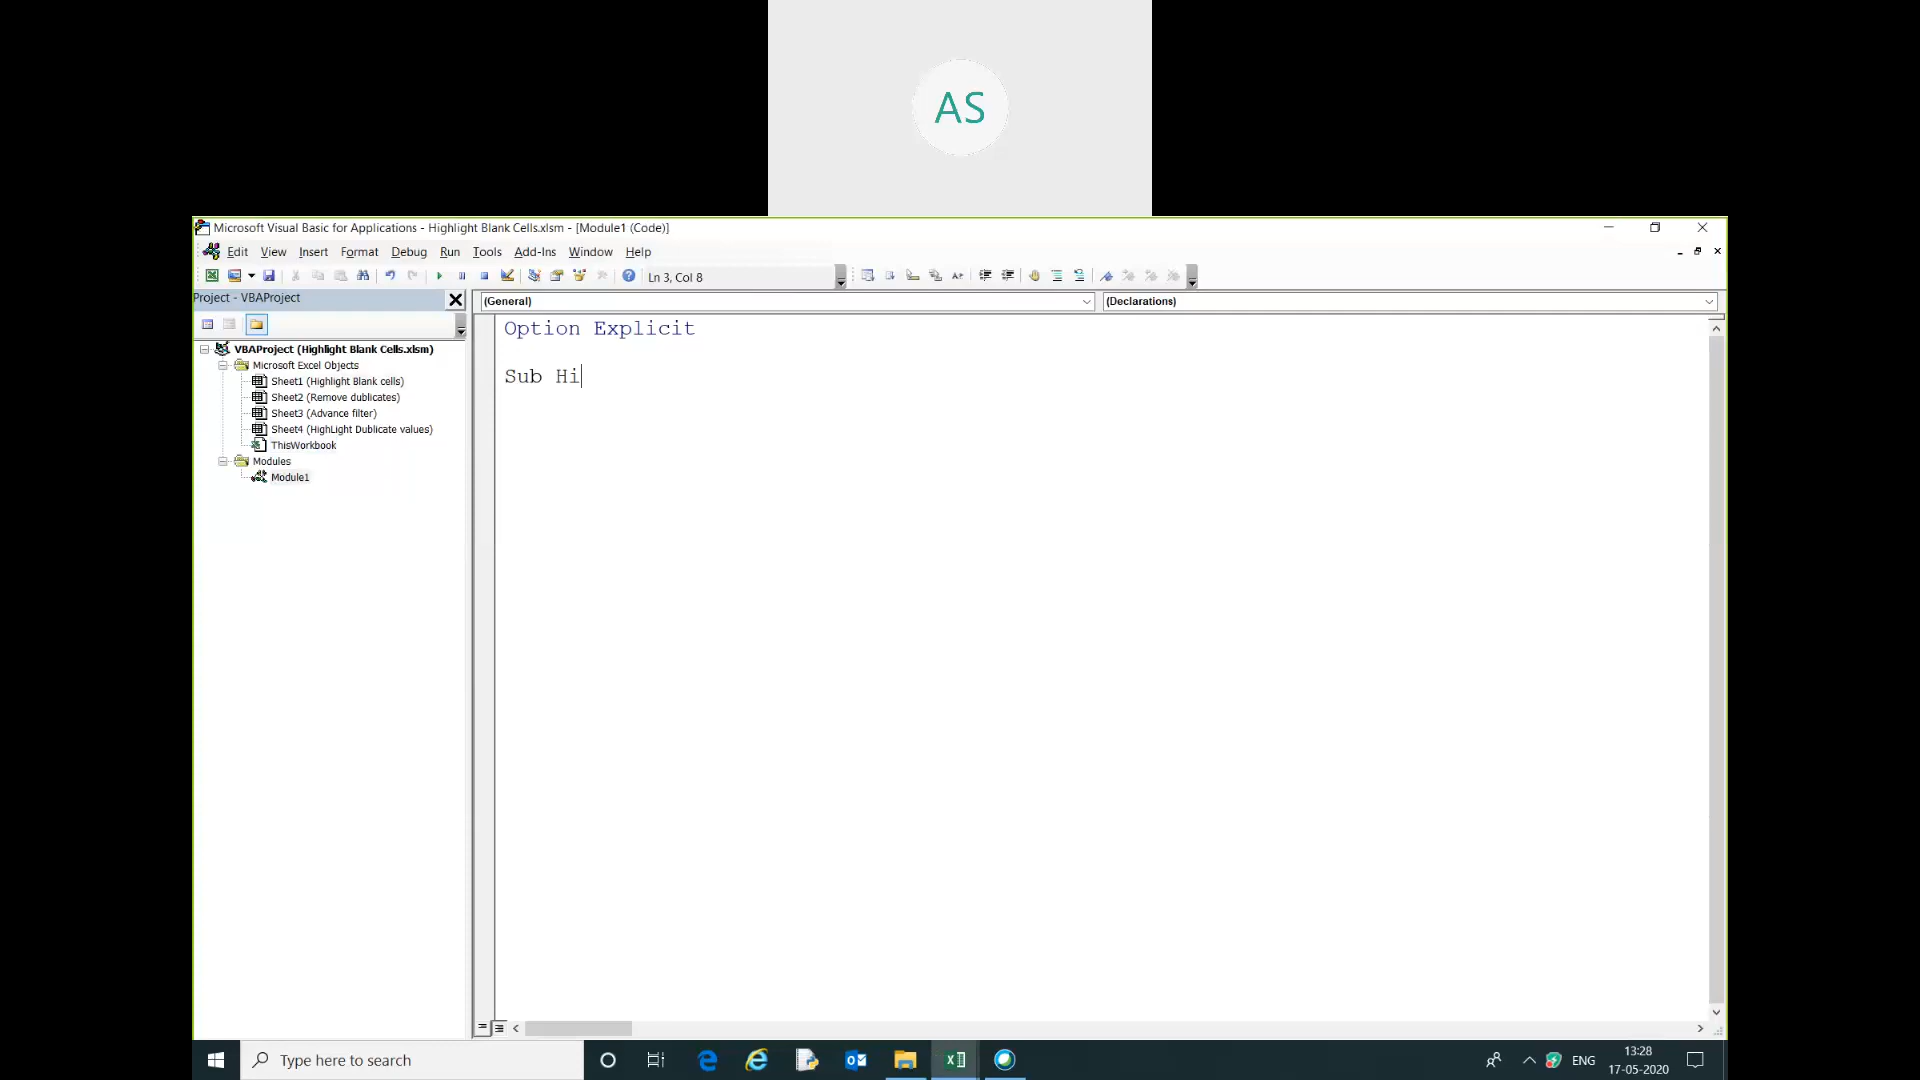 AS
Microsoft Visual Basic for Applications - Highlight Blank Cells.xlsm - [Module1 (Code)]
Edit View Insert Format Debug Run Tools Add-Ins Window Help
Ln 3, Col 8
Project - VBAProject
(General)
(Declarations)
VBAProject (Highlight Blank Cells.xlsm)
Microsoft Excel Objects
Sheet1 (Highlight Blank cells)
Sheet2 (Remove dublicates)
Sheet3 (Advance filter)
Sheet4 (HighLight Dublicate values)
ThisWorkbook
Modules
Module1
Option Explicit
Sub Hi
Type here to search
ENG
13:28
17-05-2020